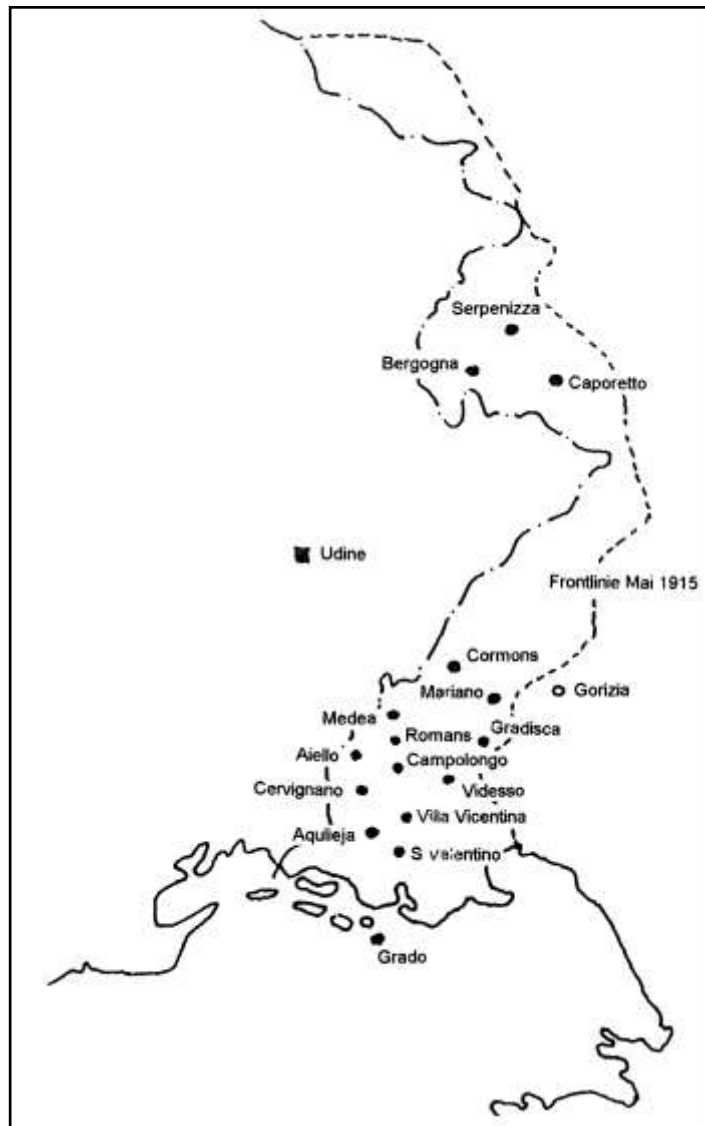 Serpenizza
Bergogna
Caporetto
Udine
Frontlinie Mai 1915
Cormons
Mariano
Gorizia
Medea
Romans
Gradisca
Aiello
Campolongo
Cervignano
Videsso
Villa Vicentina
Aqulieja
S Valentino
Grado